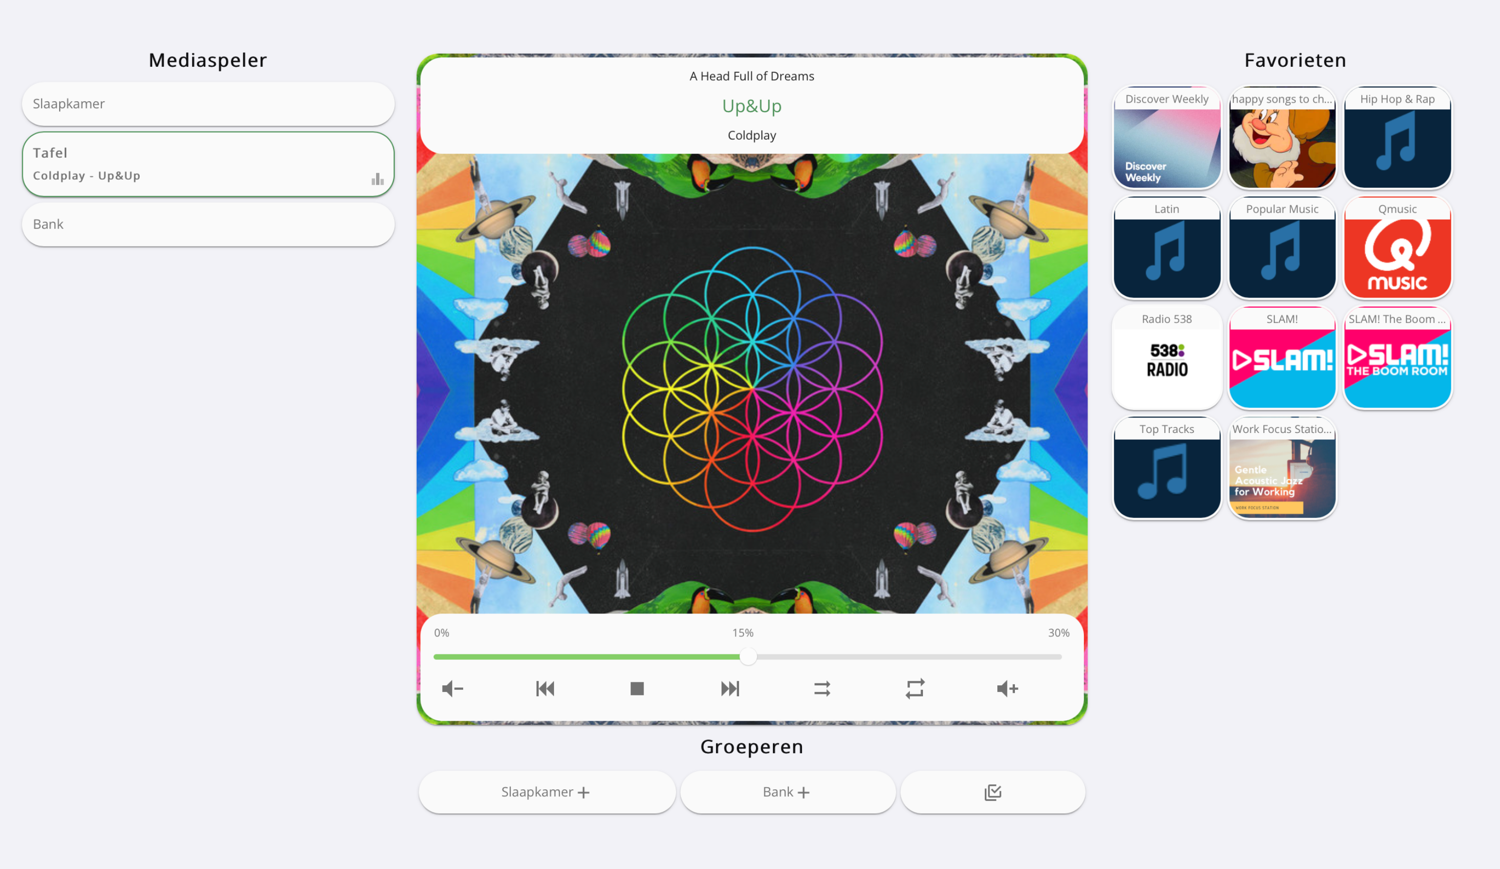 Mediaspeler
Slaapkamer
Tafel
Coldplay - Up&Up
Bank
A Head Full of Dreams
Up&Up
Coldplay
0%
15%
30%
Groeperen
Slaapkamer
Bank
Favorieten
Discover Weekly
Discover
Weekly
happy songs to ch...
Hip Hop & Rap
Latin
Popular Music
Qmusic
Q
MUSIC
Radio 538
538
RADIO
SLAM!
SLAM!
SLAM! The Boom ...
SLAM!
THE BOOM ROOM
Top Tracks
Work Focus Statio...
Gentle
Acoustic Jazz
for Working
WORK FOCUS STATION